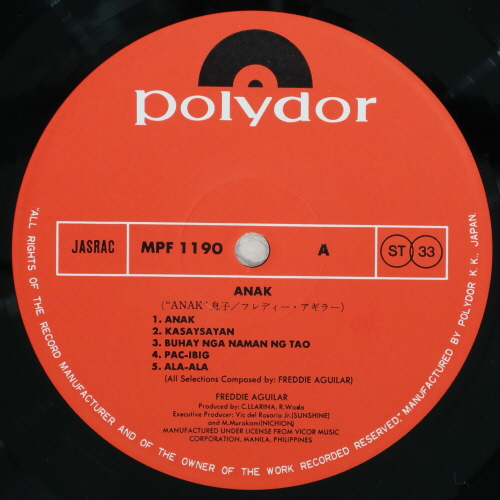 polydor
JASRAC MPF 1190 A ST 33
ANAK
("ANAK" 息子/フレディー・アギラー)
1. ANAK
2. KASAYSAYAN
3. BUHAY NGA NAMAN NG TAO
4. PAC-IBIG
5. ALA-ALA
(All Selections Composed by: FREDDIE AGUILAR)
FREDDIE AGUILAR
Produced by: C.LLARINA, R.Wada
Executive Producer: Vic del Rosario Jr.(SUNSHINE)
and M.Murakami(NICHION)
MANUFACTURED UNDER LICENSE FROM VICOR MUSIC
CORPORATION, MANILA, PHILIPPINES
"ALL RIGHTS OF THE RECORD MANUFACTURER AND OF THE OWNER OF THE WORK RECORDED RESERVED." MANUFACTURED BY POLYDOR K.K., JAPAN.